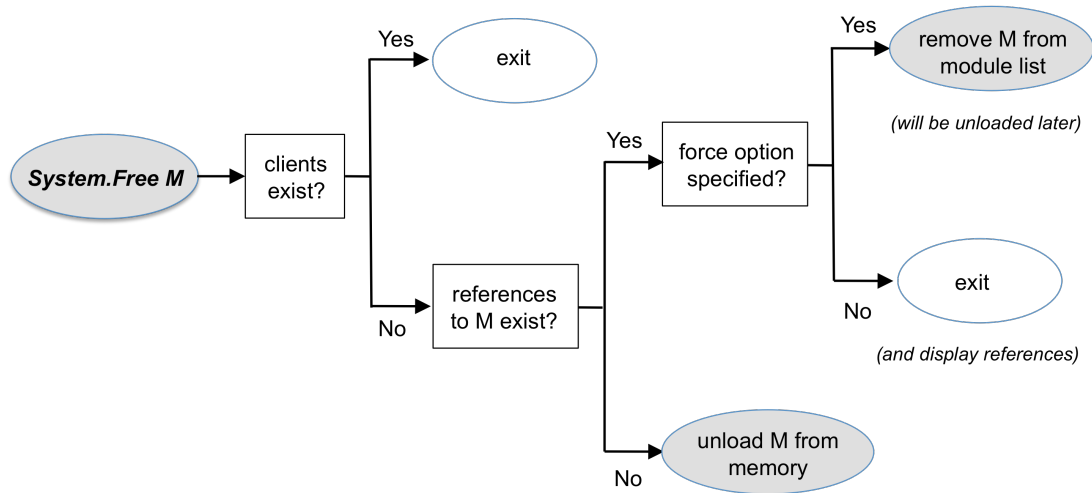 System.Free M
clients
exist?
Yes
exit
No
references
to M exist?
Yes
force option
specified?
Yes
remove M from
module list
(will be unloaded later)
No
exit
(and display references)
No
unload M from
memory